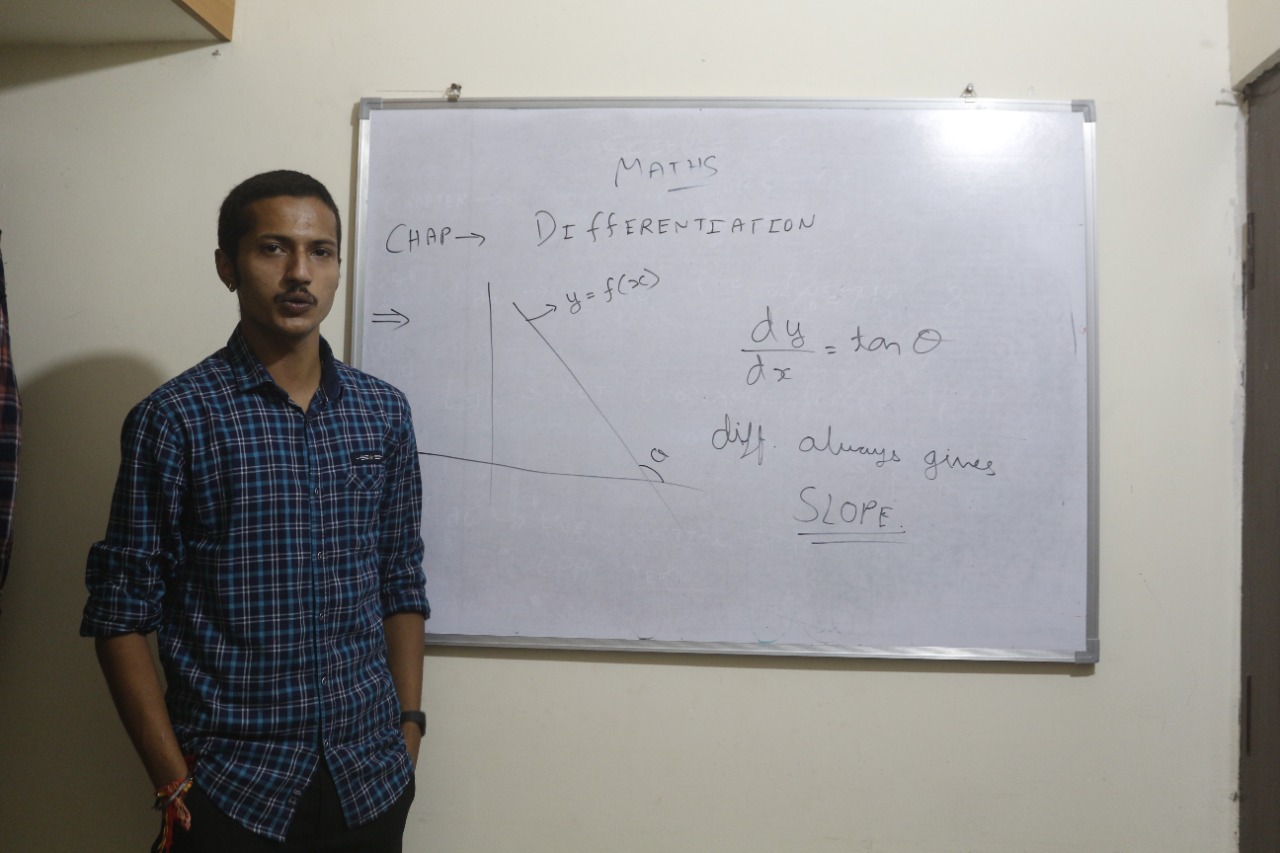 MATHS
CHAP→ DIffERENTIATION
⇒
y = f(x)
dy/dx = tan θ
θ
diff. always gives
SLOPE.